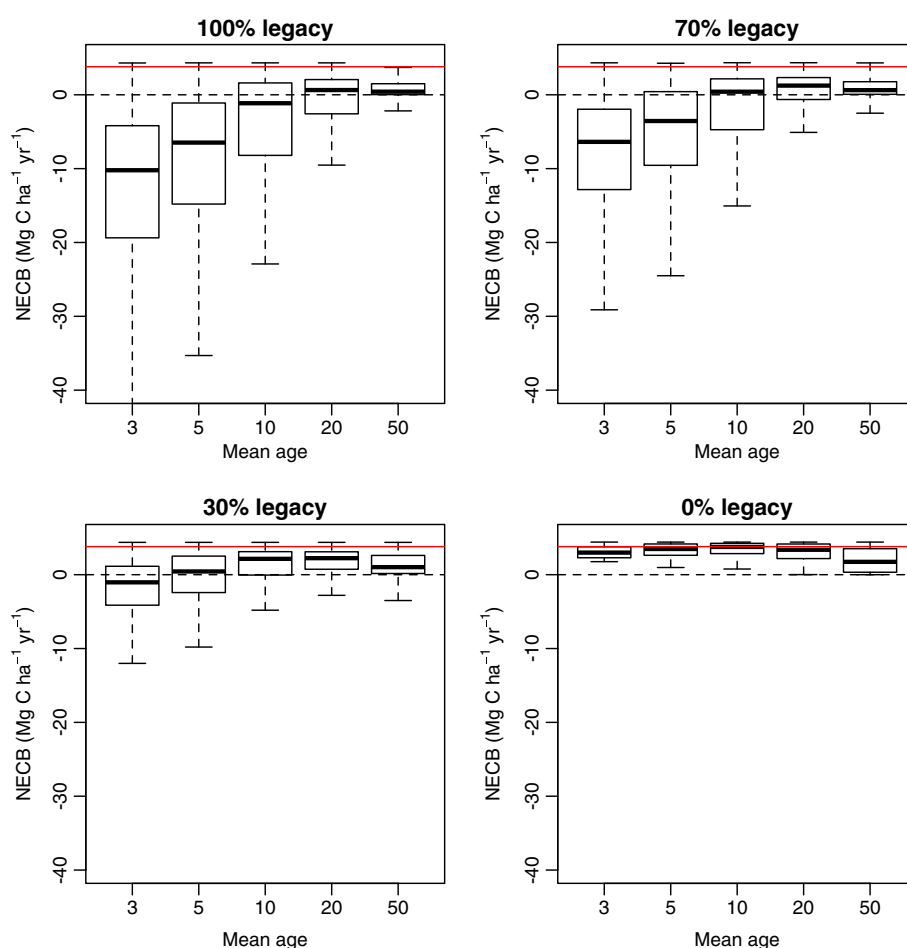 100% legacy
NECB (Mg C ha⁻¹ yr⁻¹)
0
-10
-20
-30
-40
3 5 10 20 50
Mean age
70% legacy
NECB (Mg C ha⁻¹ yr⁻¹)
0
-10
-20
-30
-40
3 5 10 20 50
Mean age
30% legacy
NECB (Mg C ha⁻¹ yr⁻¹)
0
-10
-20
-30
-40
3 5 10 20 50
Mean age
0% legacy
NECB (Mg C ha⁻¹ yr⁻¹)
0
-10
-20
-30
-40
3 5 10 20 50
Mean age